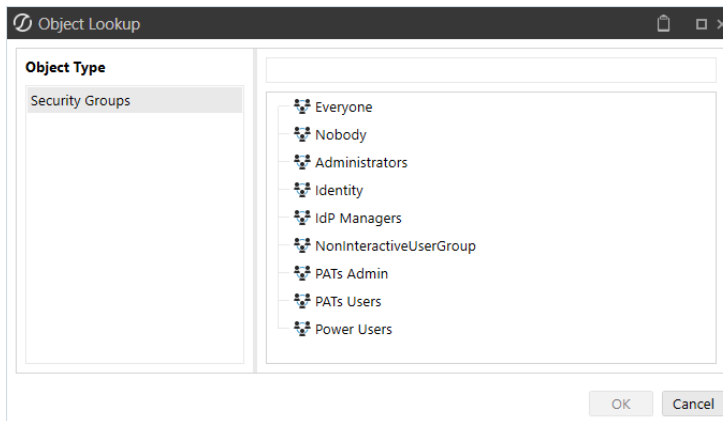 Object Lookup
Object Type
Security Groups
Everyone
Nobody
Administrators
Identity
IdP Managers
NonInteractiveUserGroup
PATs Admin
PATs Users
Power Users
OK
Cancel